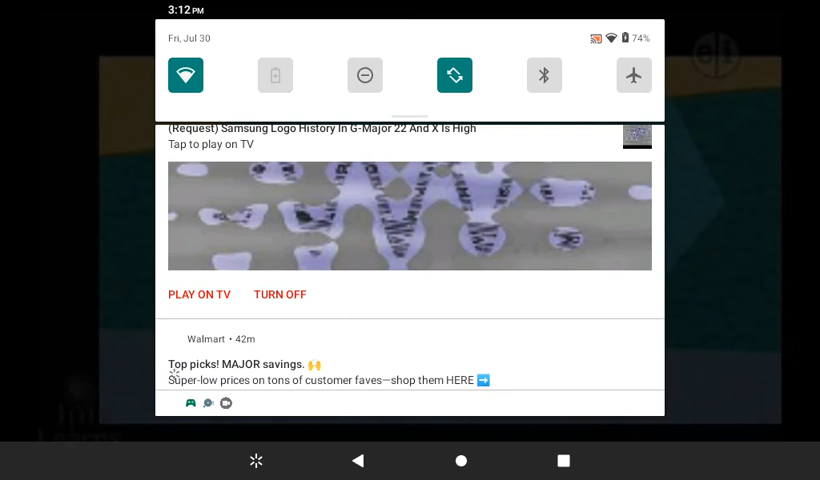 3:12 PM
Fri, Jul 30
74%
(Request) Samsung Logo History In G-Major 22 And X Is High
Tap to play on TV
PLAY ON TV TURN OFF
Walmart • 42m
Top picks! MAJOR savings. 🙌
Super-low prices on tons of customer faves—shop them HERE ➡️
Learns